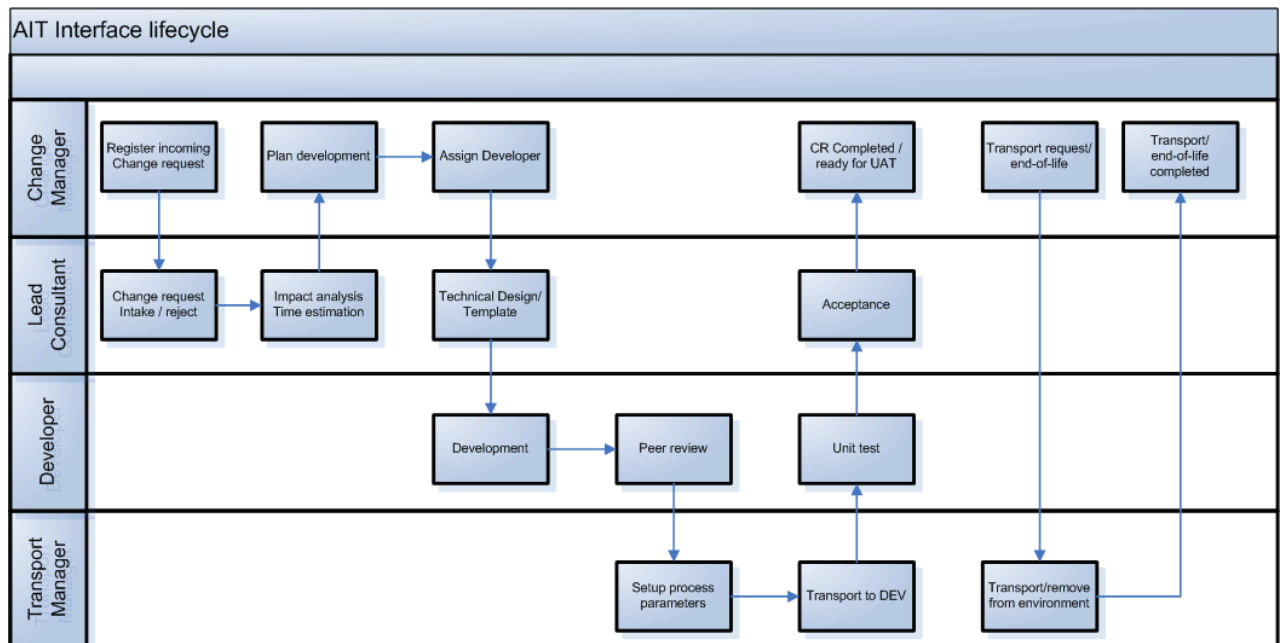 AIT Interface lifecycle
Change
Manager
Register incoming
Change request
Plan development
Assign Developer
CR Completed /
ready for UAT
Transport request/
end-of-life
Transport/
end-of-life
completed
Lead
Consultant
Change request
Intake / reject
Impact analysis
Time estimation
Technical Design/
Template
Acceptance
Developer
Development
Peer review
Unit test
Transport
Manager
Setup process
parameters
Transport to DEV
Transport/remove
from environment